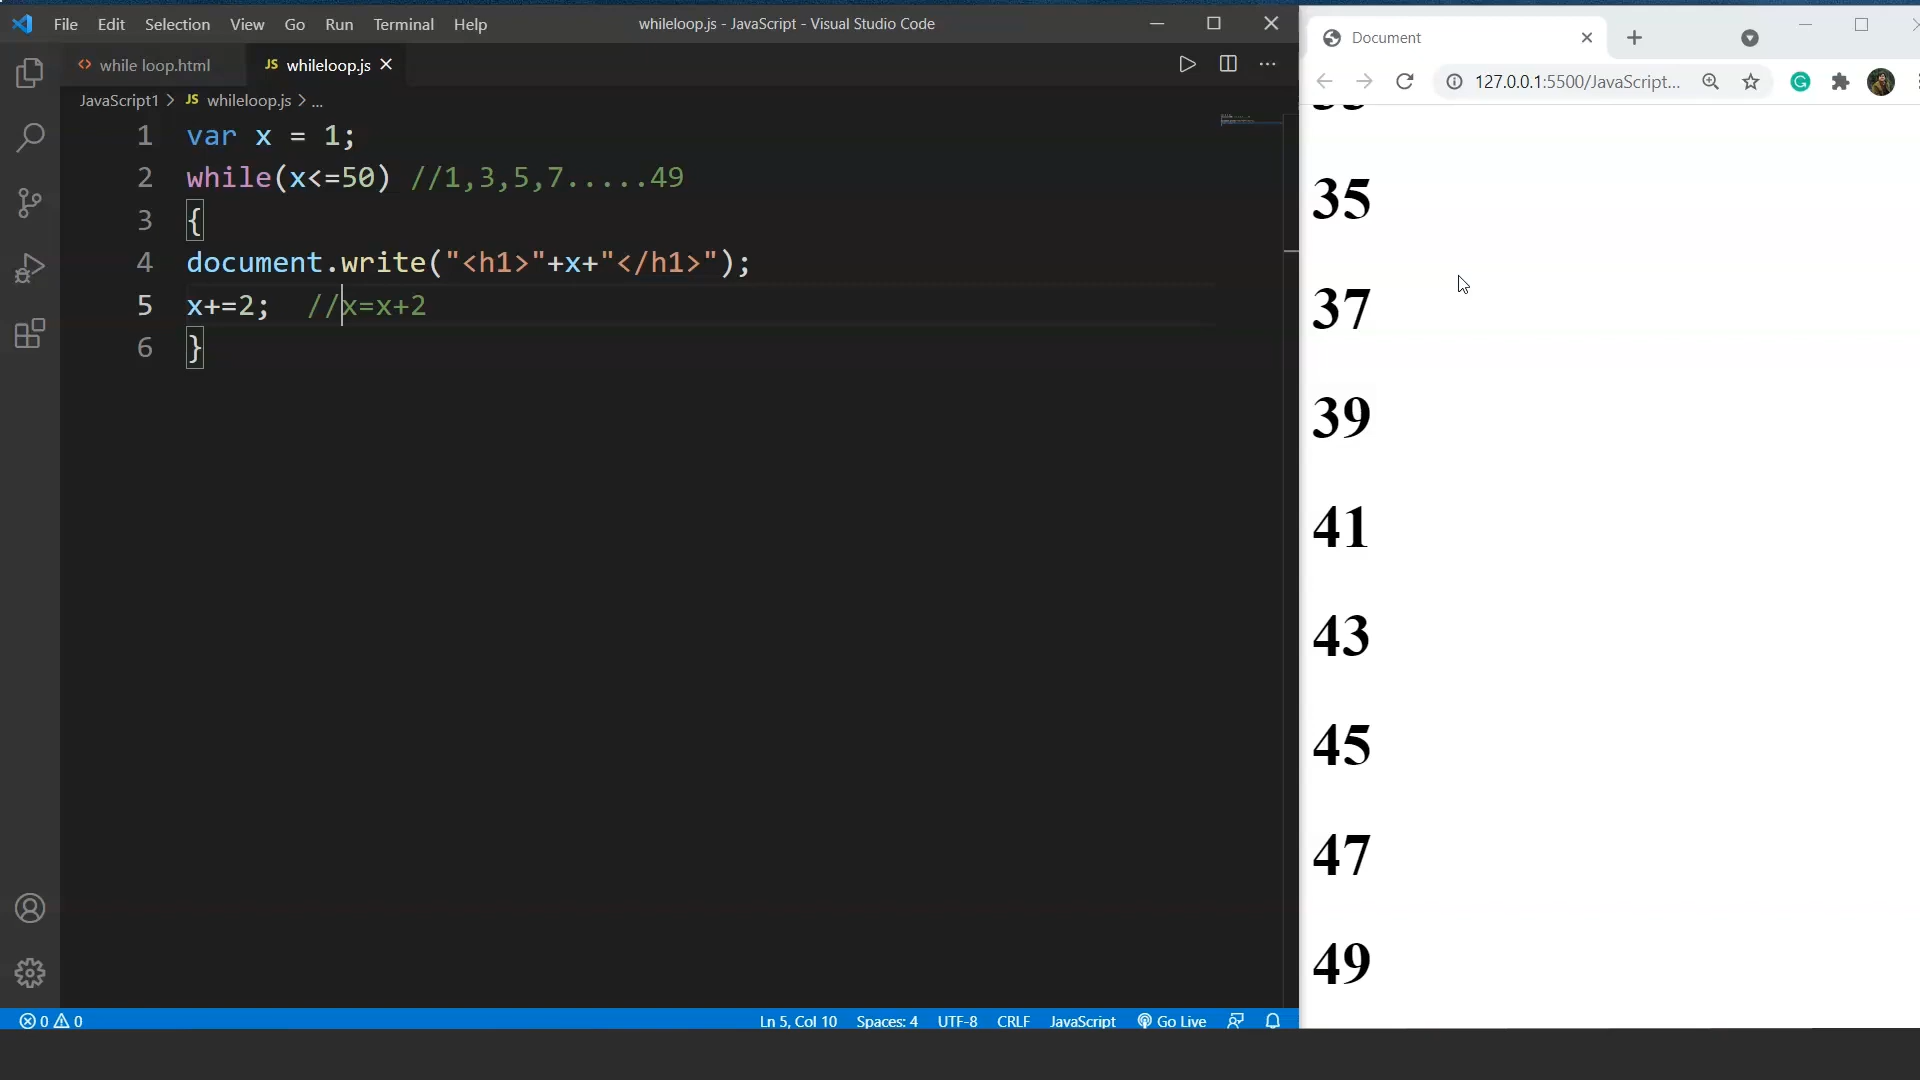 File Edit Selection View Go Run Terminal Help
whileloop.js - JavaScript - Visual Studio Code
while loop.html
JS whileloop.js
JavaScript1 > JS whileloop.js > ...
1 var x = 1;
2 while(x<=50) //1,3,5,7.....49
3 {
4 document.write("<h1>"+x+"</h1>");
5 x+=2;  //x=x+2
6 }
0 0
Ln 5, Col 10 Spaces: 4 UTF-8 CRLF JavaScript Go Live
Document
127.0.0.1:5500/JavaScript...
35
37
39
41
43
45
47
49